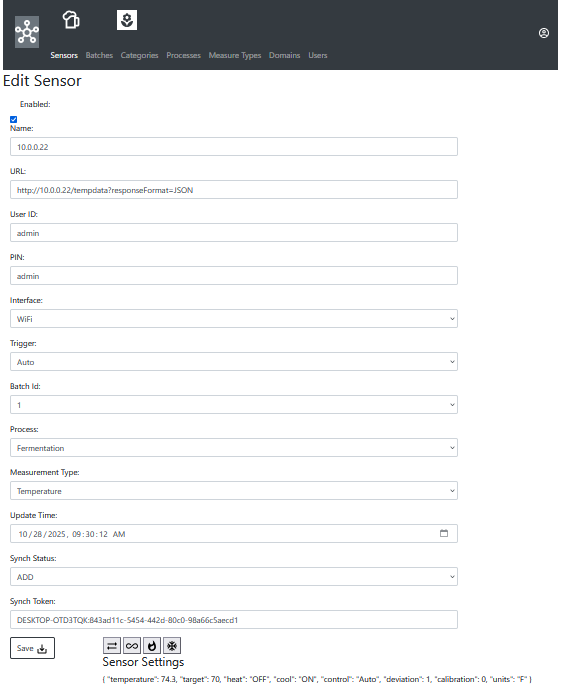 Sensors Batches Categories Processes Measure Types Domains Users
Edit Sensor
Enabled:
Name:
10.0.0.22
URL:
http://10.0.0.22/tempdata?responseFormat=JSON
User ID:
admin
PIN:
admin
Interface:
WiFi
Trigger:
Auto
Batch Id:
1
Process:
Fermentation
Measurement Type:
Temperature
Update Time:
10/28/2025, 09:30:12 AM
Synch Status:
ADD
Synch Token:
DESKTOP-OTD3TQK:843ad11c-5454-442d-80c0-98a66c5aecd1
Save
Sensor Settings
{ "temperature": 74.3, "target": 70, "heat": "OFF", "cool": "ON", "control": "Auto", "deviation": 1, "calibration": 0, "units": "F" }